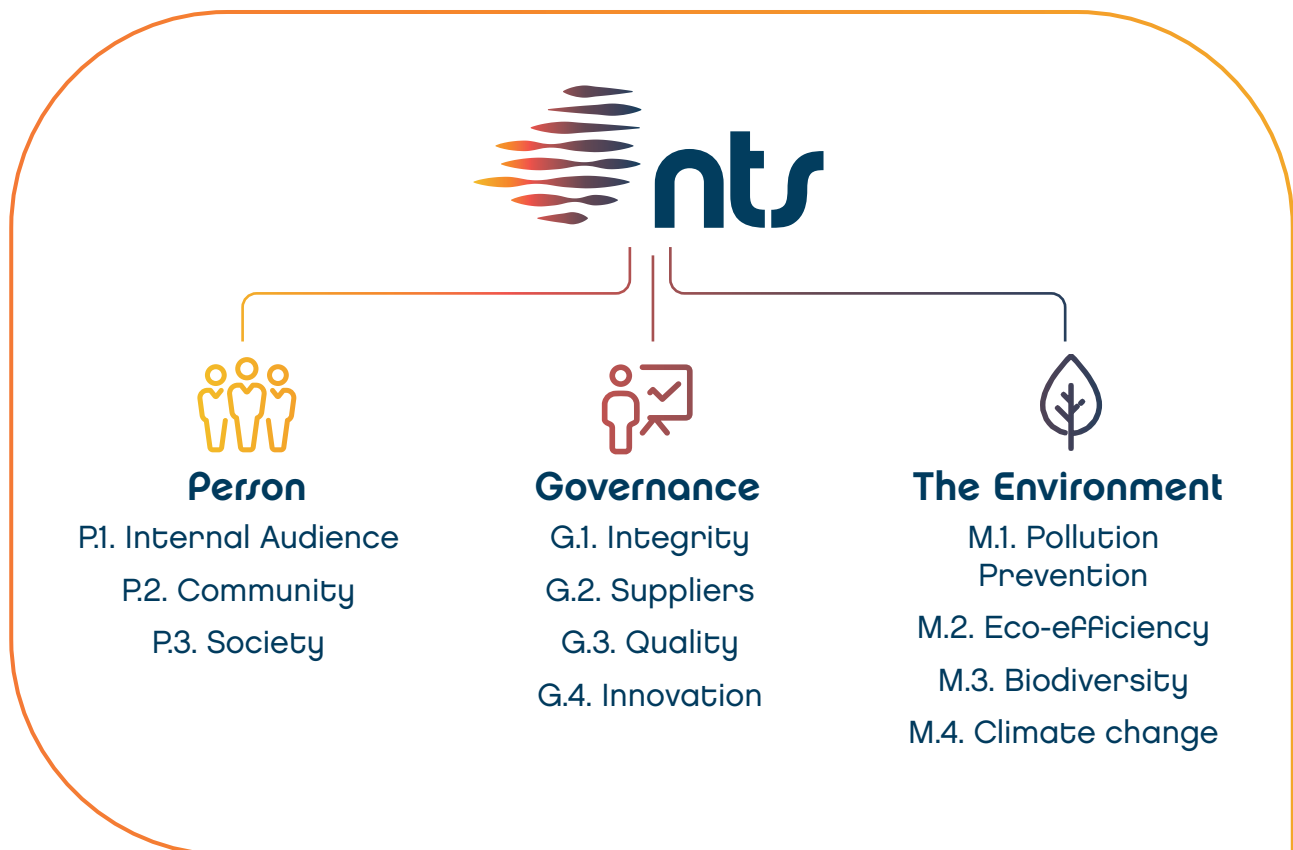 nts
Person
P.1. Internal Audience
P.2. Community
P.3. Society
Governance
G.1. Integrity
G.2. Suppliers
G.3. Quality
G.4. Innovation
The Environment
M.1. Pollution
Prevention
M.2. Eco-efficiency
M.3. Biodiversity
M.4. Climate change